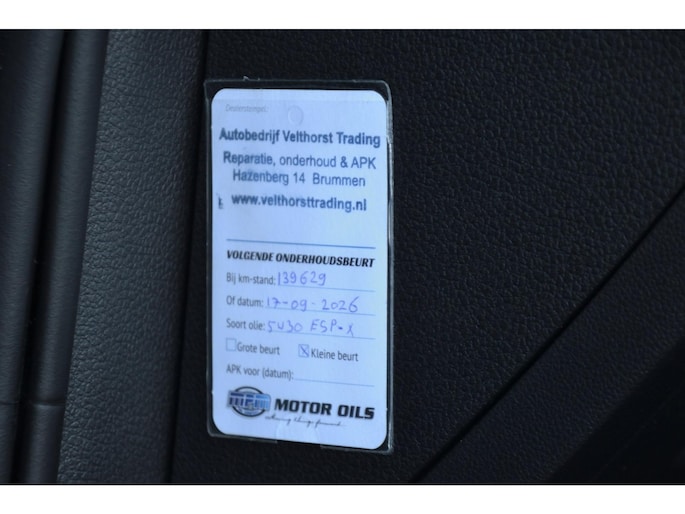 Dealerstempel:
Autobedrijf Velthorst Trading
Reparatie, onderhoud & APK
Hazenberg 14 Brummen
www.velthorsttrading.nl
VOLGENDE ONDERHOUDSBEURT
Bij km-stand: 139629
Of datum: 17-09-2026
Soort olie: 5W30 ESP-X
Grote beurt Kleine beurt
APK voor (datum):
MOTOR OILS